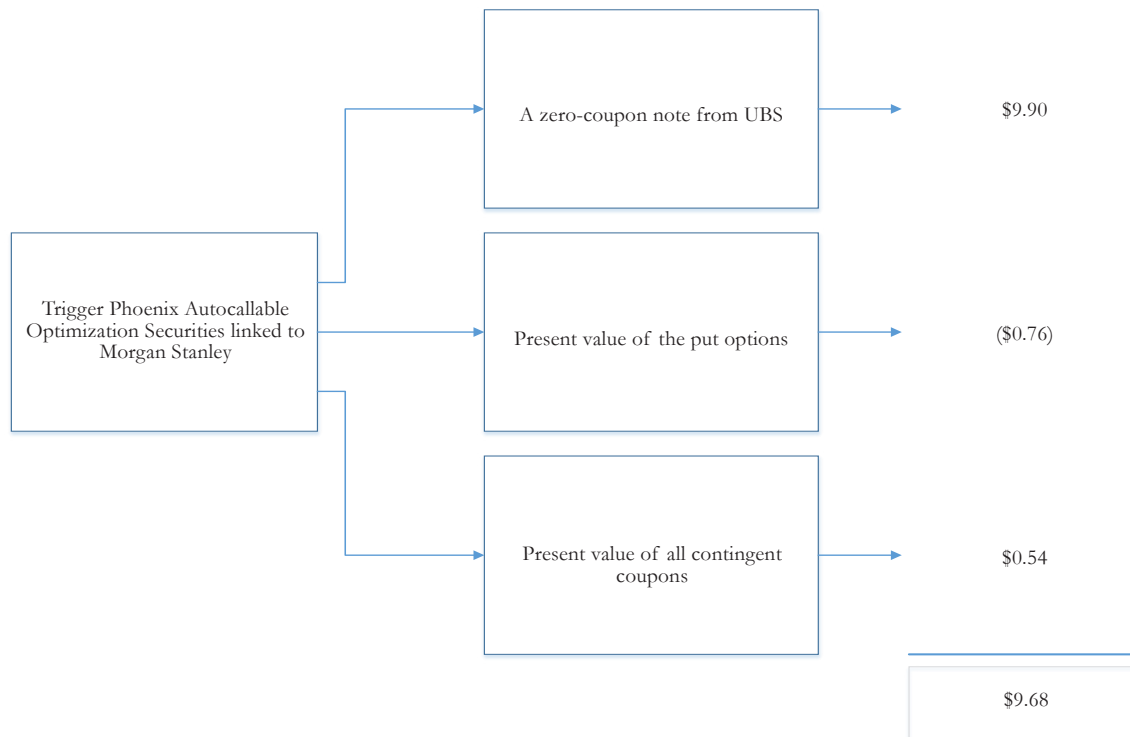 A zero-coupon note from UBS
$9.90
Trigger Phoenix Autocallable
Optimization Securities linked to
Morgan Stanley
Present value of the put options
($0.76)
Present value of all contingent
coupons
$0.54
$9.68